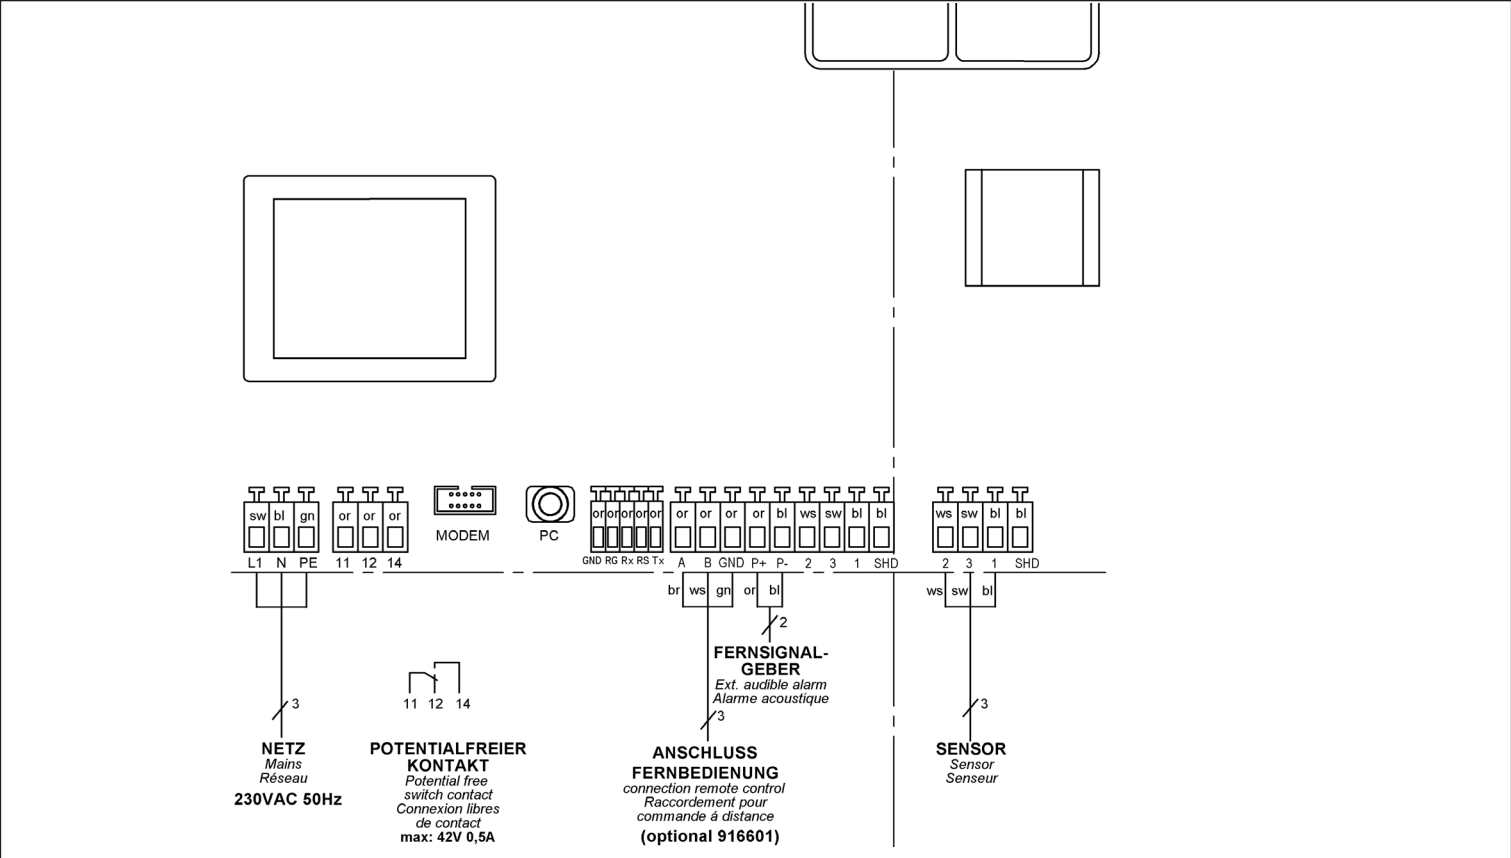 sw bl gn or or or or or or or or or or or or bl ws sw bl bl ws sw bl bl
MODEM PC
L1 N PE 11 12 14 GND RG Rx RS Tx A B GND P+ P- 2 3 1 SHD 2 3 1 SHD
br ws gn or bl ws sw bl
2
FERNSIGNAL-
GEBER
Ext. audible alarm
Alarme acoustique
11 12 14
3
3
3
NETZ
Mains
Réseau
230VAC 50Hz
POTENTIALFREIER
KONTAKT
Potential free
switch contact
Connexion libres
de contact
max: 42V 0,5A
ANSCHLUSS
FERNBEDIENUNG
connection remote control
Raccordement pour
commande á distance
(optional 916601)
SENSOR
Sensor
Senseur